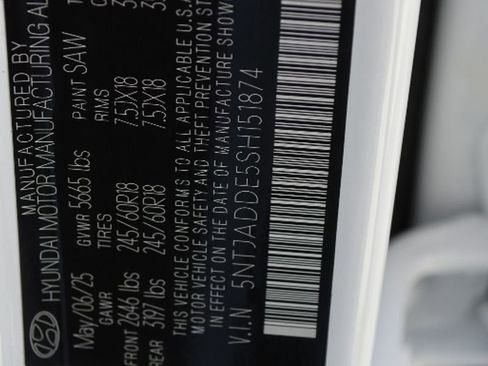 MANUFACTURED BY
HYUNDAI MOTOR MANUFACTURING AL
May/06/25 GVWR 5665 lbs PAINT SAW
GAWR TIRES RIMS
FRONT 2646 lbs 245/60R18 7.5JX18
REAR 3197 lbs 245/60R18 7.5JX18
THIS VEHICLE CONFORMS TO ALL APPLICABLE U.S.A
MOTOR VEHICLE SAFETY AND THEFT PREVENTION ST
IN EFFECT ON THE DATE OF MANUFACTURE SHOW
V.I.N 5NTJADDE5SH151874